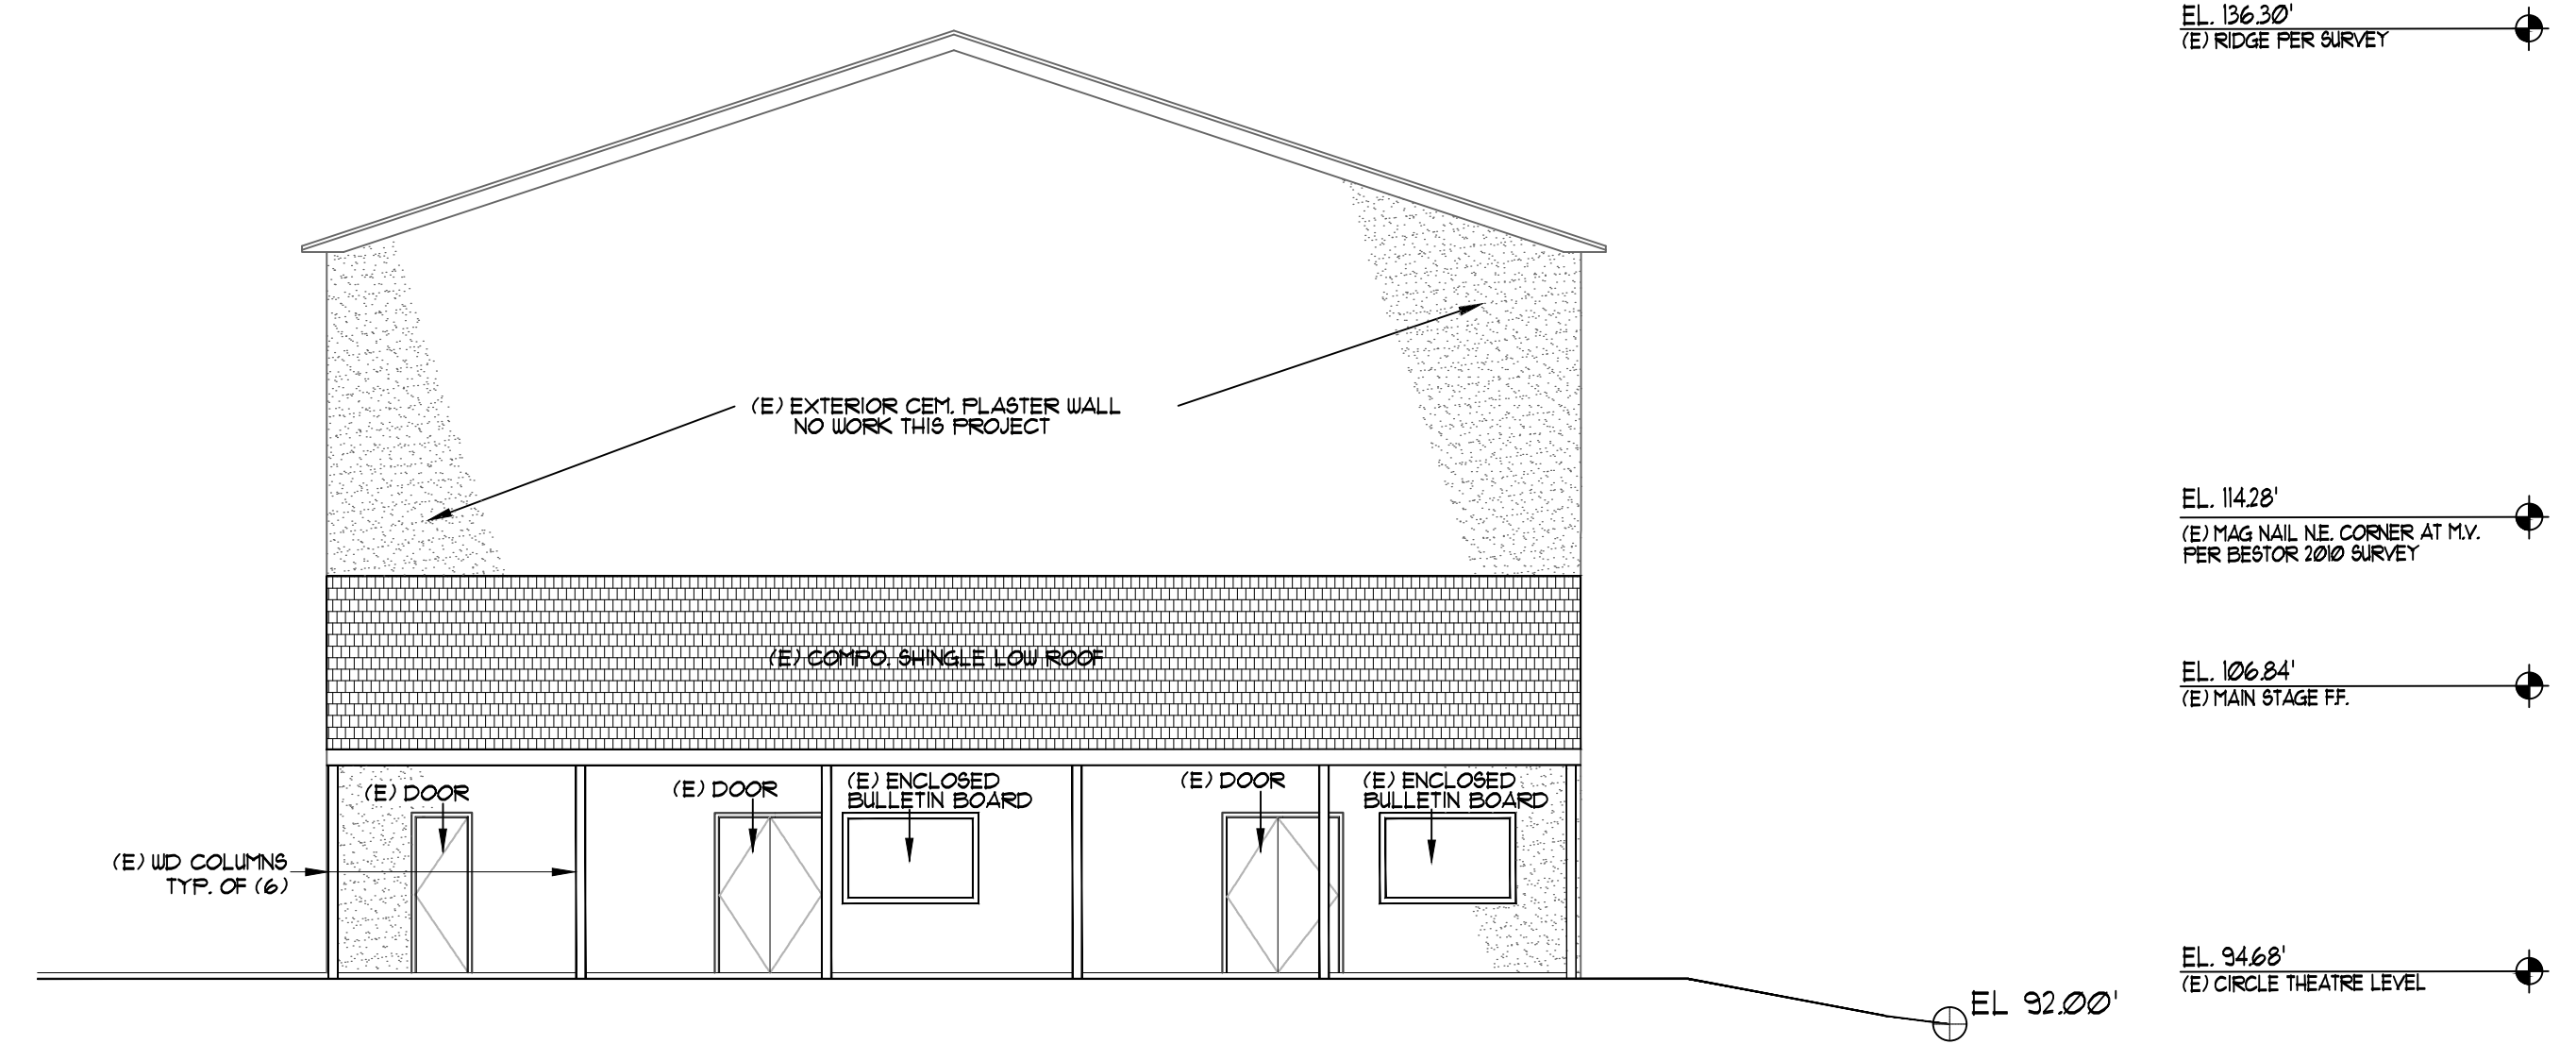 EL. 136.30'
(E) RIDGE PER SURVEY
(E) EXTERIOR CEM. PLASTER WALL
NO WORK THIS PROJECT
EL. 114.28'
(E) MAG NAIL N.E. CORNER AT M.V.
PER BESTOR 2010 SURVEY
(E) COMPO. SHINGLE LOW ROOF
EL. 106.84'
(E) MAIN STAGE F.F.
(E) DOOR
(E) DOOR
(E) ENCLOSED
BULLETIN BOARD
(E) DOOR
(E) ENCLOSED
BULLETIN BOARD
(E) WD COLUMNS
TYP. OF (6)
EL. 94.68'
(E) CIRCLE THEATRE LEVEL
EL 92.00'